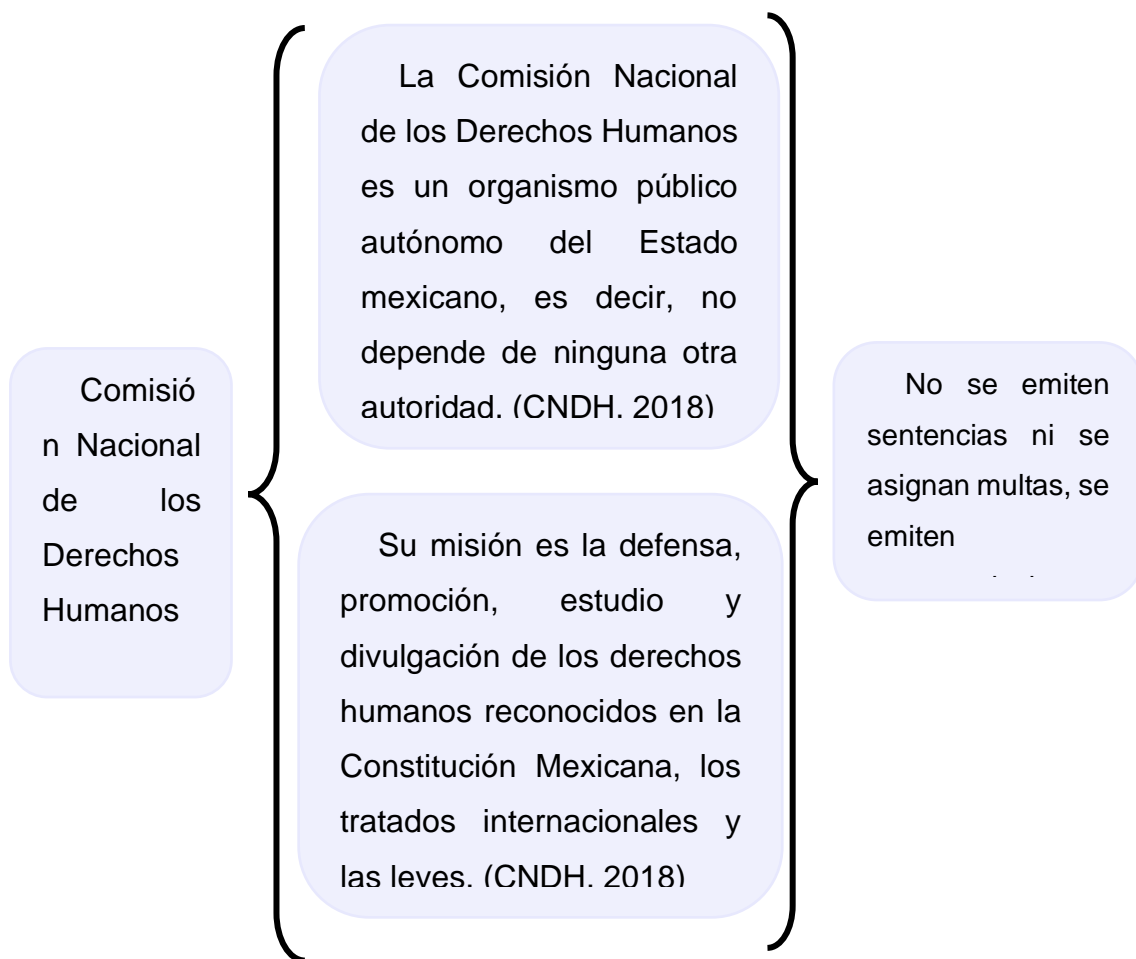 Comisió
n Nacional
de los
Derechos
Humanos
La Comisión Nacional
de los Derechos Humanos
es un organismo público
autónomo del Estado
mexicano, es decir, no
depende de ninguna otra
autoridad. (CNDH, 2018)
Su misión es la defensa,
promoción, estudio y
divulgación de los derechos
humanos reconocidos en la
Constitución Mexicana, los
tratados internacionales y
las leyes. (CNDH, 2018)
No se emiten
sentencias ni se
asignan multas, se
emiten